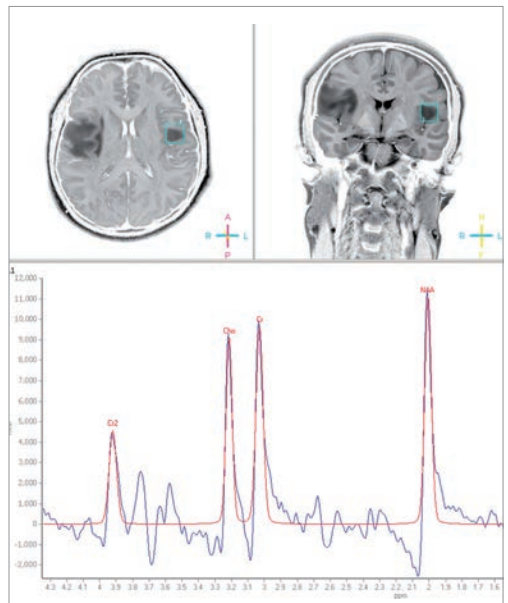 A
R L
P
H
R L
F
.1
12,000
11,000
NAA
10,000
Cr
Cho
9,000
8,000
7,000
6,000
5,000
Cr2
4,000
3,000
2,000
1,000
0
-1,000
-2,000
4.3 4.2 4.1 4 3.9 3.8 3.7 3.6 3.5 3.4 3.3 3.2 3.1 3 2.9 2.8 2.7 2.6 2.5 2.4 2.3 2.2 2.1 2 1.9 1.8 1.7 1.6
ppm